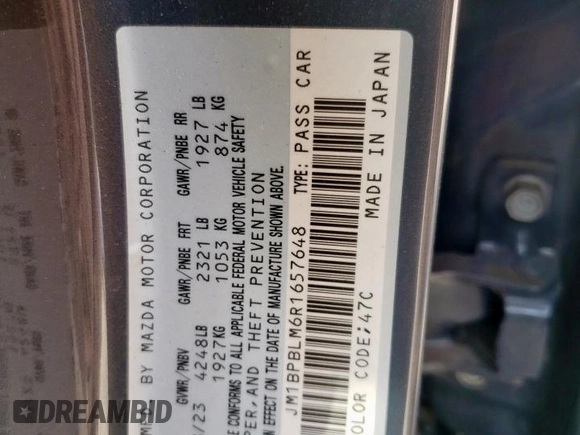 BY MAZDA MOTOR CORPORATION
GVWR/PNBV GAWR/PNBE FRT GAWR/PNBE RR
/23 4248LB 2321 LB 1927 LB
1927KG 1053 KG 874 KG
CONFORMS TO ALL APPLICABLE FEDERAL MOTOR VEHICLE SAFETY
AND THEFT PREVENTION
EFFECT ON THE DATE OF MANUFACTURE SHOWN ABOVE.
JM1BPBLM6R1657648 TYPE: PASS CAR
OLOR CODE;47C MADE IN JAPAN
DREAMBID